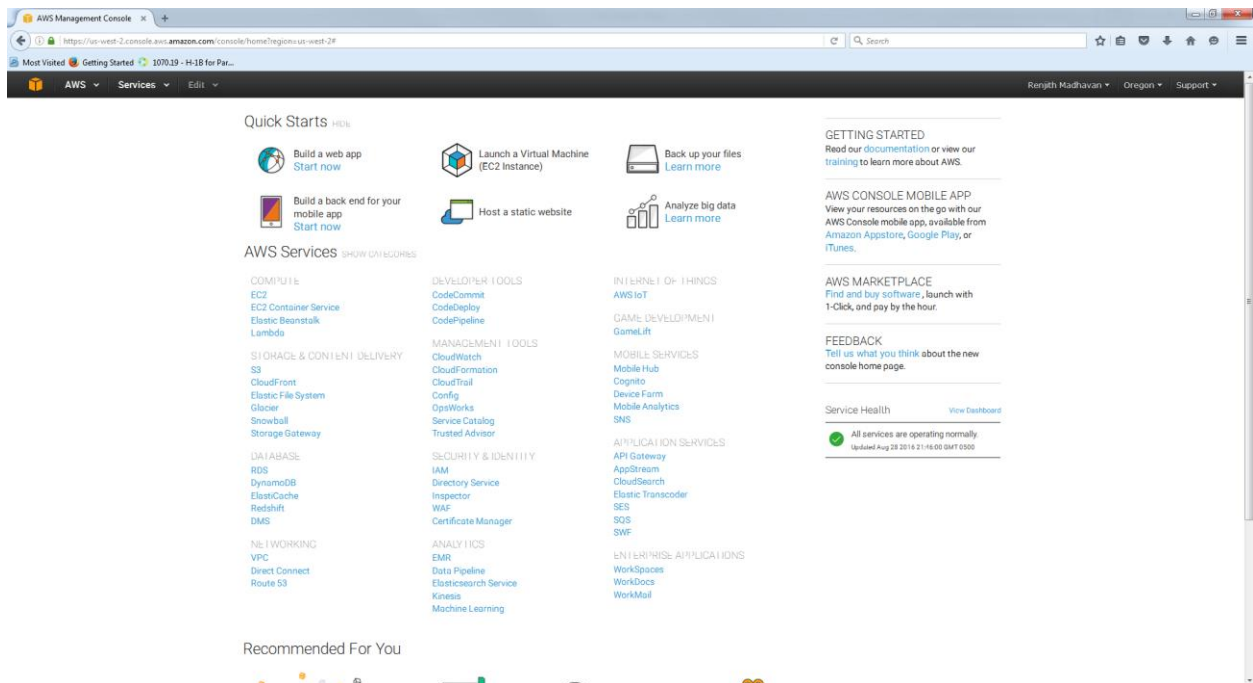 AWS Management Console
https://us-west-2.console.aws.amazon.com/console/home?region=us-west-2#
Search
Most Visited Getting Started 1070.19 - H-1B for Par...
AWS Services Edit
Renjith Madhavan Oregon Support
Quick Starts HIDE
Build a web app
Start now
Launch a Virtual Machine
(EC2 Instance)
Back up your files
Learn more
Build a back end for your
mobile app
Start now
Host a static website
Analyze big data
Learn more
AWS Services SHOW CATEGORIES
COMPUTE
EC2
EC2 Container Service
Elastic Beanstalk
Lambda
STORAGE & CONTENT DELIVERY
S3
CloudFront
Elastic File System
Glacier
Snowball
Storage Gateway
DATABASE
RDS
DynamoDB
ElastiCache
Redshift
DMS
NETWORKING
VPC
Direct Connect
Route 53
DEVELOPER TOOLS
CodeCommit
CodeDeploy
CodePipeline
MANAGEMENT TOOLS
CloudWatch
CloudFormation
CloudTrail
Config
OpsWorks
Service Catalog
Trusted Advisor
SECURITY & IDENTITY
IAM
Directory Service
Inspector
WAF
Certificate Manager
ANALYTICS
EMR
Data Pipeline
Elasticsearch Service
Kinesis
Machine Learning
INTERNET OF THINGS
AWS IoT
GAME DEVELOPMENT
GameLift
MOBILE SERVICES
Mobile Hub
Cognito
Device Farm
Mobile Analytics
SNS
APPLICATION SERVICES
API Gateway
AppStream
CloudSearch
Elastic Transcoder
SES
SQS
SWF
ENTERPRISE APPLICATIONS
WorkSpaces
WorkDocs
WorkMail
GETTING STARTED
Read our documentation or view our
training to learn more about AWS.
AWS CONSOLE MOBILE APP
View your resources on the go with our
AWS Console mobile app, available from
Amazon Appstore, Google Play, or
iTunes.
AWS MARKETPLACE
Find and buy software, launch with
1-Click, and pay by the hour.
FEEDBACK
Tell us what you think about the new
console home page.
Service Health View Dashboard
All services are operating normally.
Updated Aug 28 2016 21:46:00 GMT-0500
Recommended For You